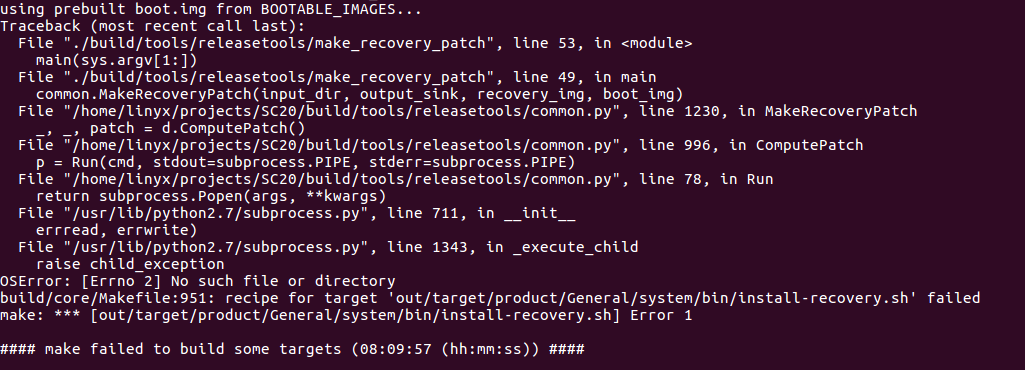 using prebuilt boot.img from BOOTABLE_IMAGES...
Traceback (most recent call last):
  File "./build/tools/releasetools/make_recovery_patch", line 53, in <module>
    main(sys.argv[1:])
  File "./build/tools/releasetools/make_recovery_patch", line 49, in main
    common.MakeRecoveryPatch(input_dir, output_sink, recovery_img, boot_img)
  File "/home/linyx/projects/SC20/build/tools/releasetools/common.py", line 1230, in MakeRecoveryPatch
    _, _, patch = d.ComputePatch()
  File "/home/linyx/projects/SC20/build/tools/releasetools/common.py", line 996, in ComputePatch
    p = Run(cmd, stdout=subprocess.PIPE, stderr=subprocess.PIPE)
  File "/home/linyx/projects/SC20/build/tools/releasetools/common.py", line 78, in Run
    return subprocess.Popen(args, **kwargs)
  File "/usr/lib/python2.7/subprocess.py", line 711, in __init__
    errread, errwrite)
  File "/usr/lib/python2.7/subprocess.py", line 1343, in _execute_child
    raise child_exception
OSError: [Errno 2] No such file or directory
build/core/Makefile:951: recipe for target 'out/target/product/General/system/bin/install-recovery.sh' failed
make: *** [out/target/product/General/system/bin/install-recovery.sh] Error 1
#### make failed to build some targets (08:09:57 (hh:mm:ss)) ####